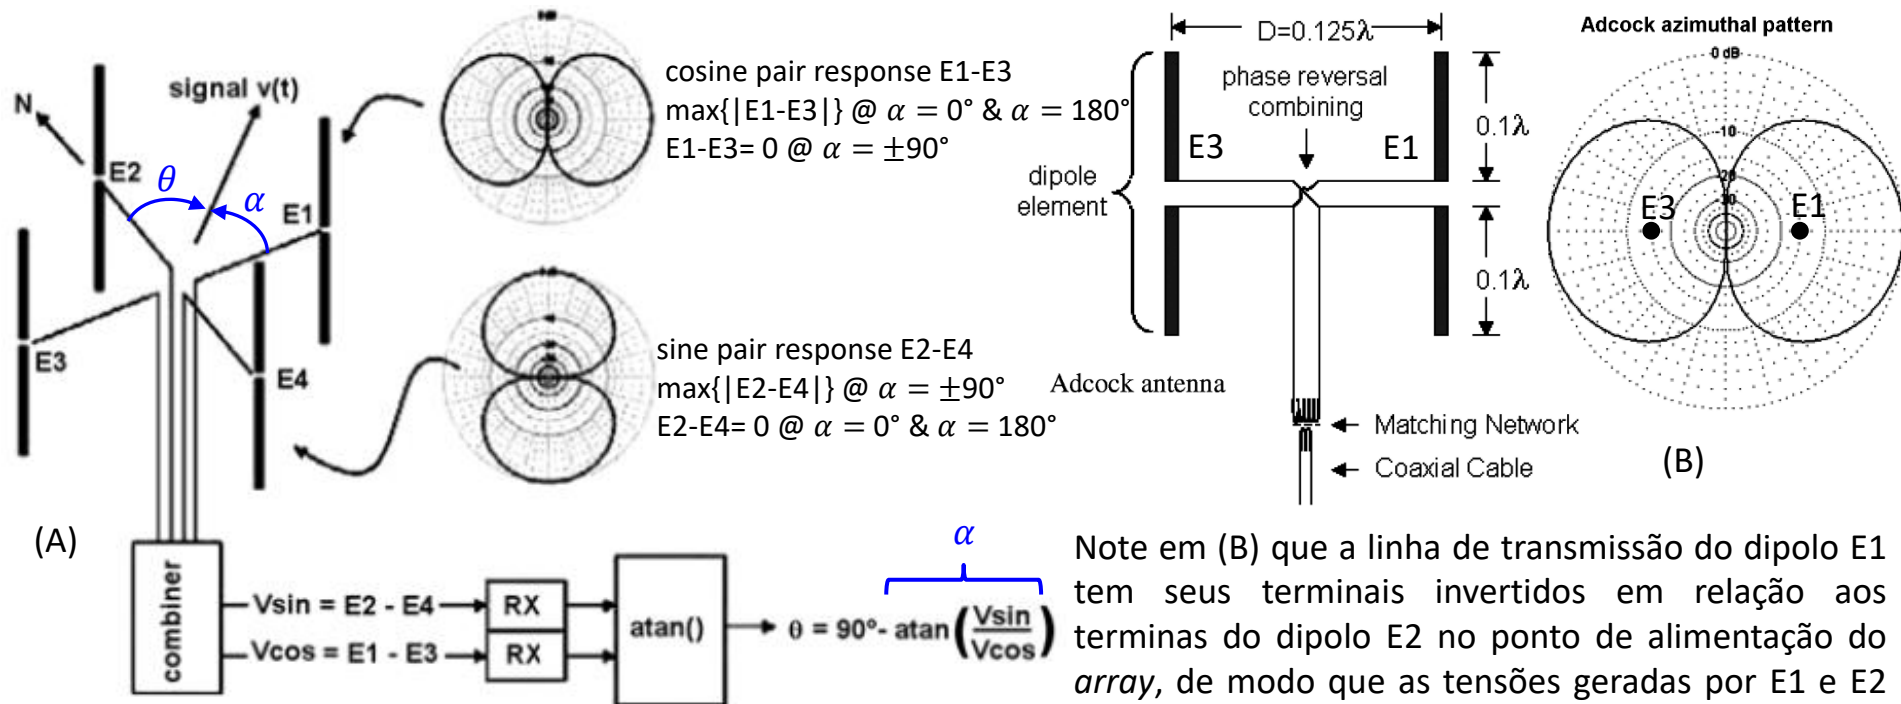 N
signal v(t)
E2
θ
α
E1
E3
E4
cosine pair response E1-E3
max{|E1-E3|} @ α = 0° & α = 180°
E1-E3= 0 @ α = ±90°
sine pair response E2-E4
max{|E2-E4|} @ α = ±90°
E2-E4= 0 @ α = 0° & α = 180°
(A)
combiner
Vsin = E2 - E4
Vcos = E1 - E3
RX
RX
atan()
α
θ = 90º- atan(Vsin/Vcos)
D=0.125λ
phase reversal
combining
E3
E1
dipole
element
0.1λ
0.1λ
Adcock antenna
Matching Network
Coaxial Cable
Adcock azimuthal pattern
0 dB
-10
-20
-30
E3
E1
(B)
Note em (B) que a linha de transmissão do dipolo E1
tem seus terminais invertidos em relação aos
terminas do dipolo E2 no ponto de alimentação do
array, de modo que as tensões geradas por E1 e E2